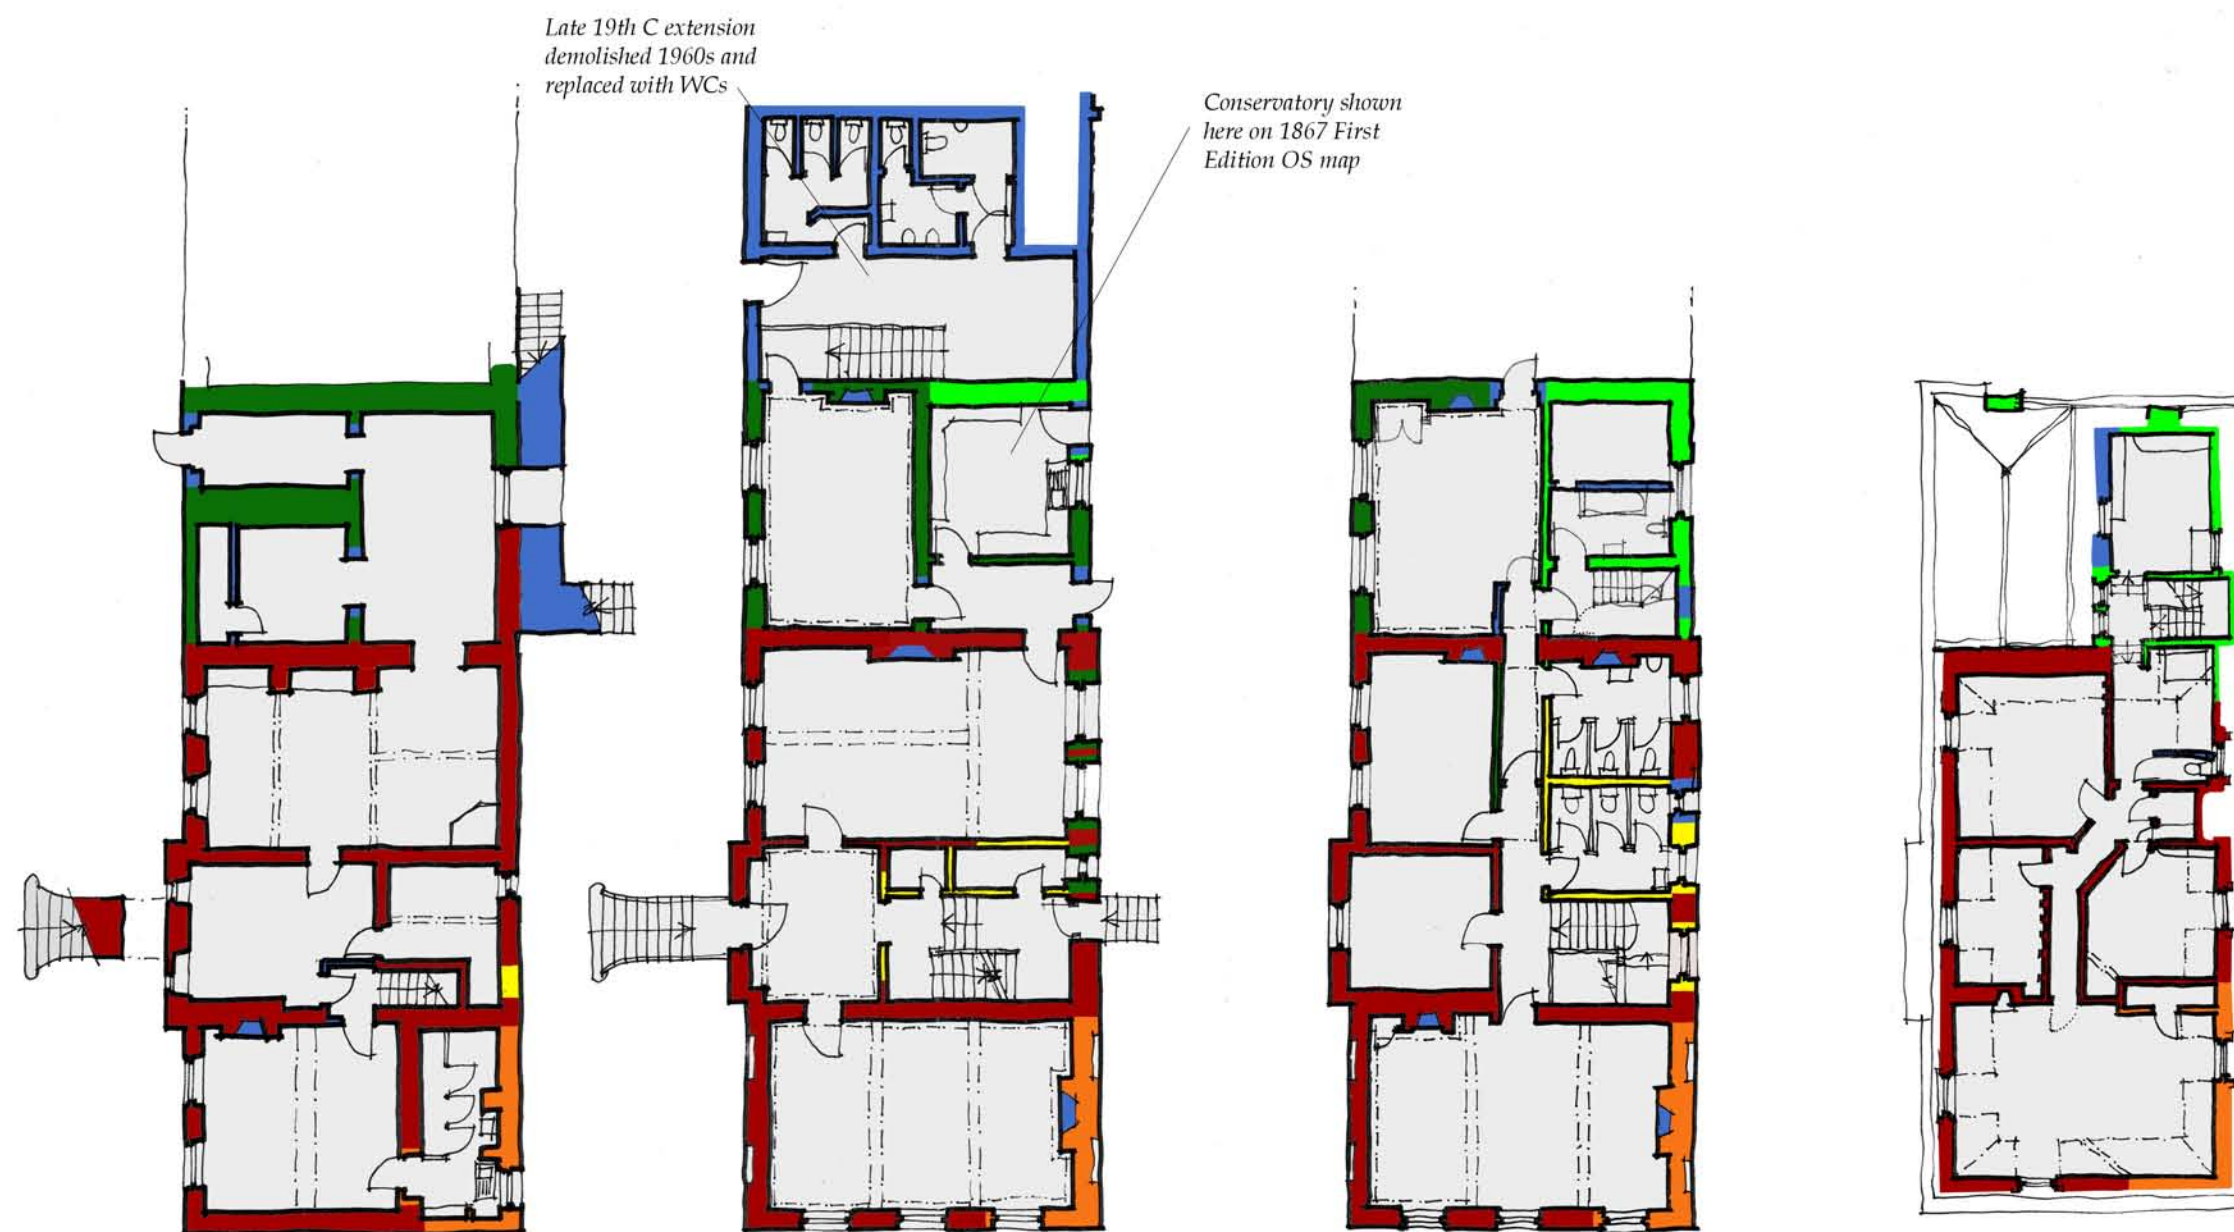 Late 19th C extension
demolished 1960s and
replaced with WCs
Conservatory shown
here on 1867 First
Edition OS map